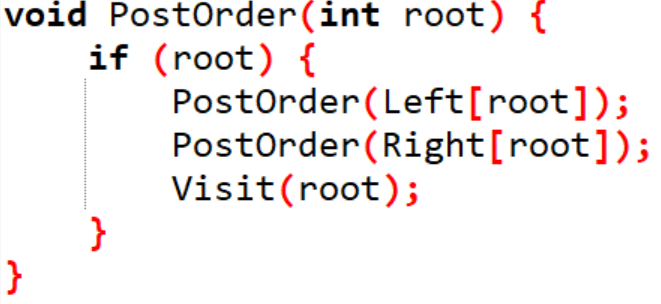 void PostOrder(int root) {
    if (root) {
        PostOrder(Left[root]);
        PostOrder(Right[root]);
        Visit(root);
    }
}